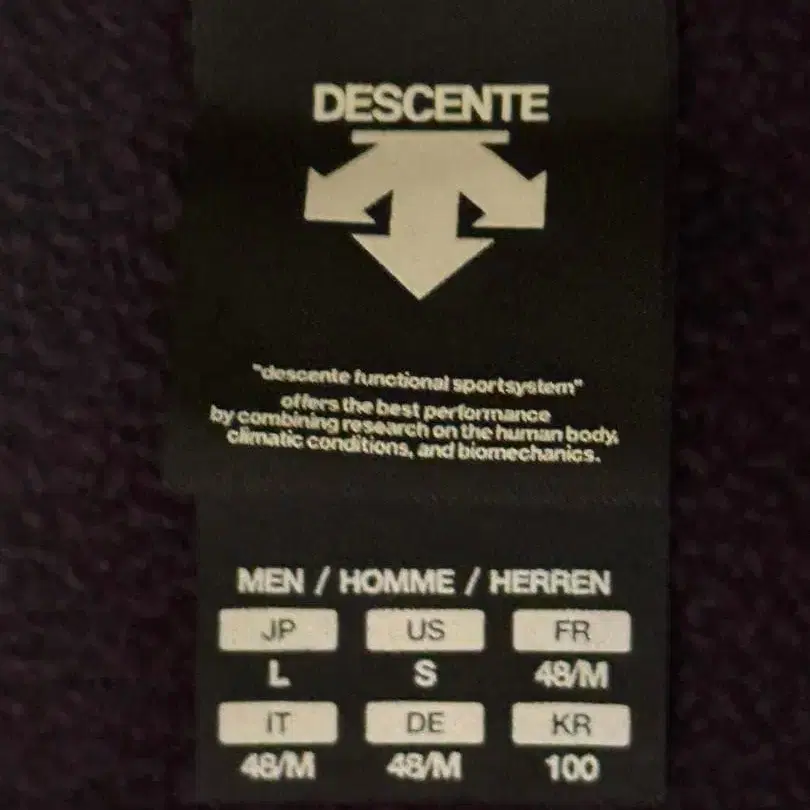 DESCENTE
"descente functional sportsystem"
offers the best performance
by combining research on the human body,
climatic conditions, and biomechanics.
MEN / HOMME / HERREN
JP US FR
L S 48/M
IT DE KR
48/M 48/M 100